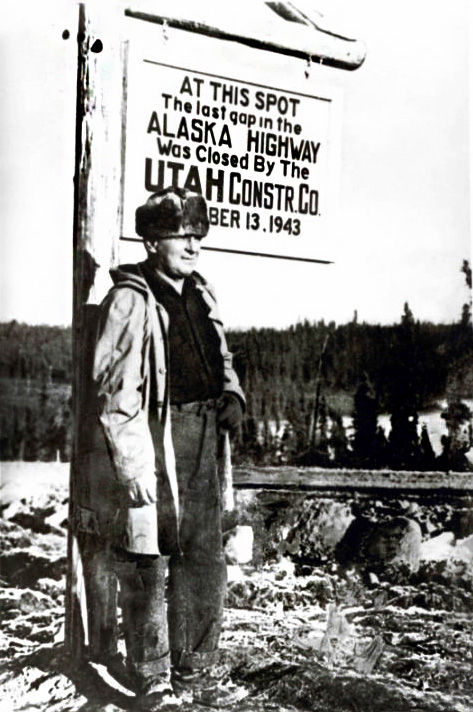 AT THIS SPOT
The last gap in the
ALASKA HIGHWAY
Was Closed By The
UTAH CONSTR. CO.
BER 13.1943